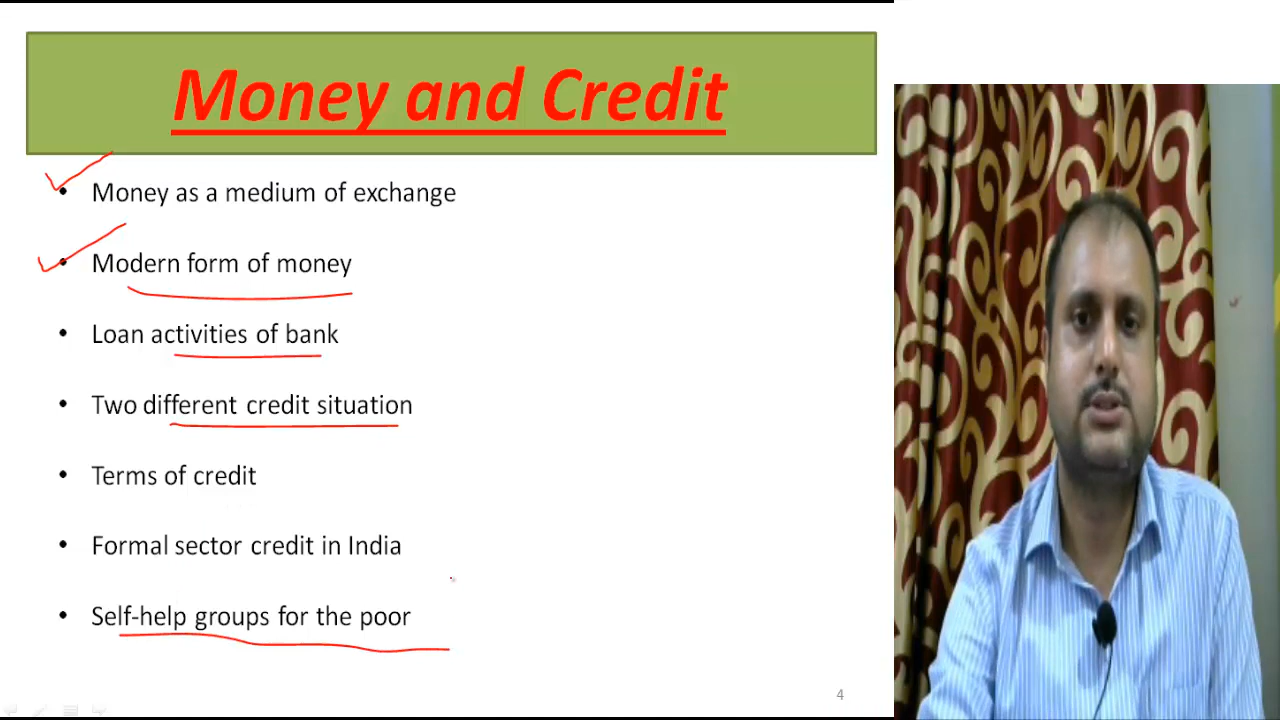 Money and Credit
• Money as a medium of exchange
• Modern form of money
• Loan activities of bank
• Two different credit situation
• Terms of credit
• Formal sector credit in India
• Self-help groups for the poor
4